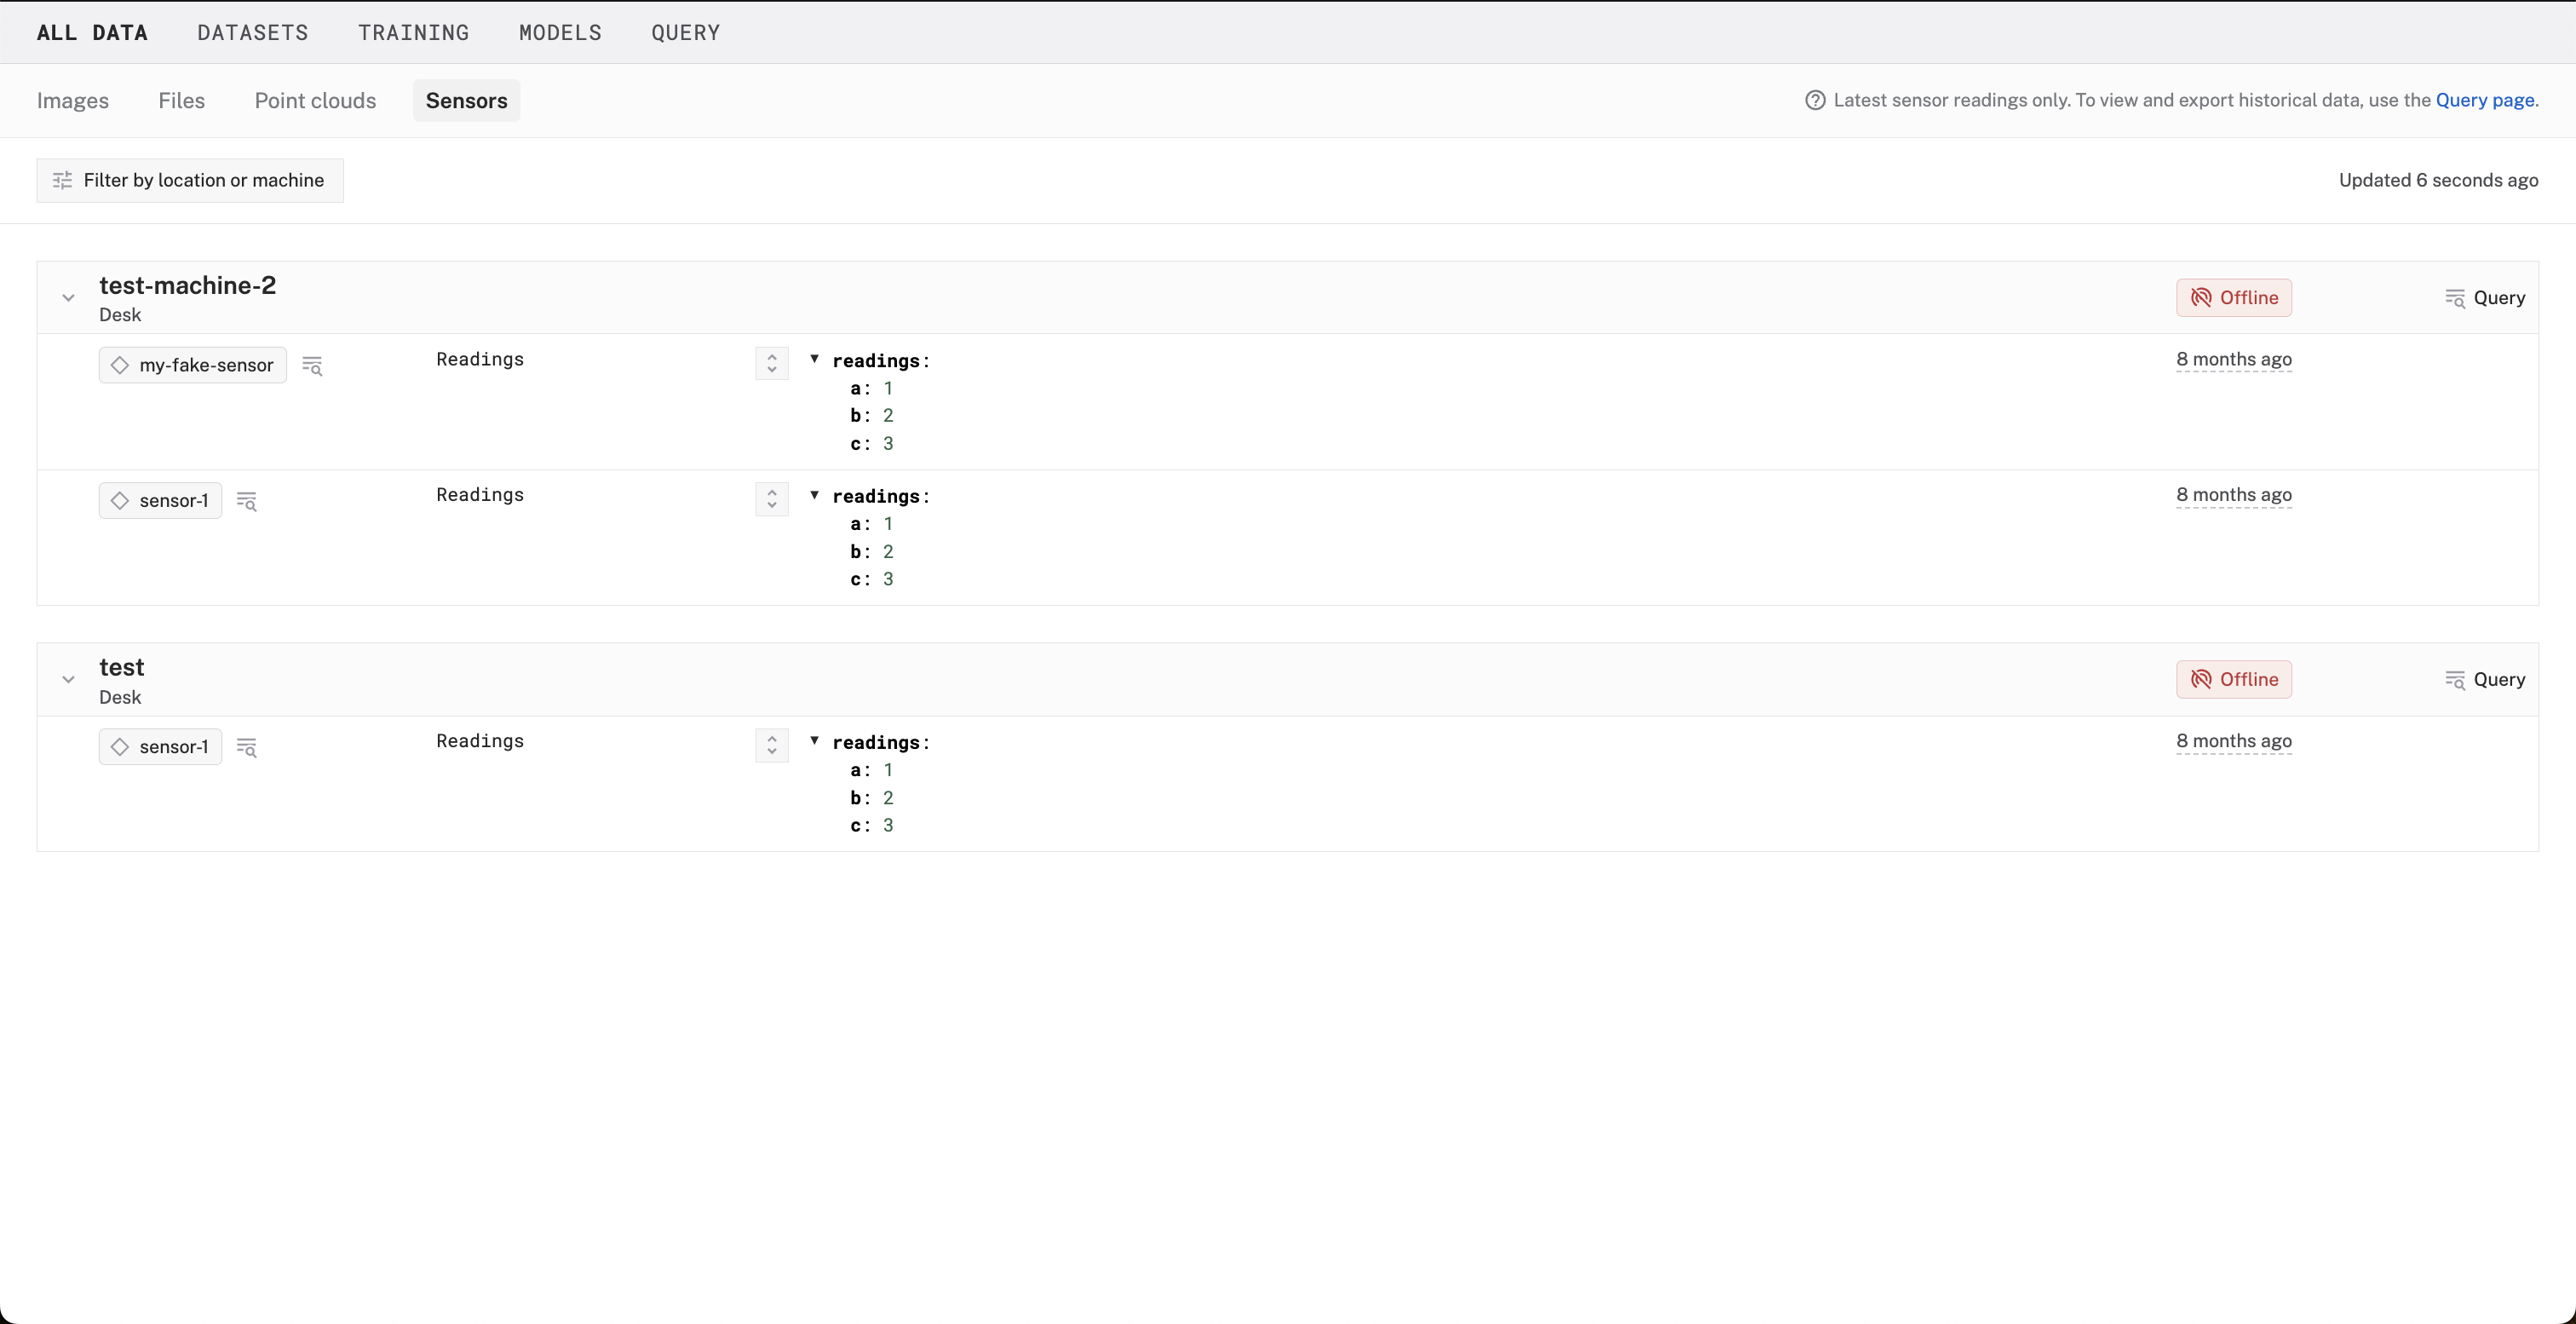 ALL DATA DATASETS TRAINING MODELS QUERY
Images Files Point clouds Sensors Latest sensor readings only. To view and export historical data, use the Query page.
Filter by location or machine Updated 6 seconds ago
test-machine-2
Desk
Offline Query
my-fake-sensor Readings readings: 8 months ago
a: 1
b: 2
c: 3
sensor-1 Readings readings: 8 months ago
a: 1
b: 2
c: 3
test
Desk
Offline Query
sensor-1 Readings readings: 8 months ago
a: 1
b: 2
c: 3